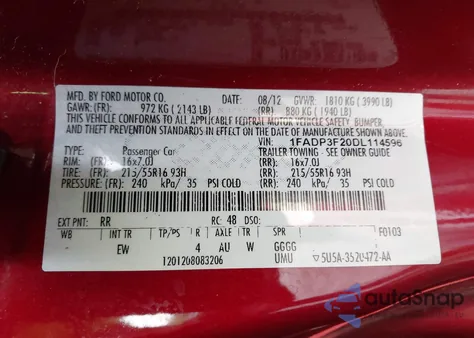 MFD. BY FORD MOTOR CO.
DATE: 08/12 GVWR: 1810 KG ( 3990 LB)
GAWR: (FR) 972 KG ( 2143 LB) (RR) 880 KG ( 1940 LB)
THIS VEHICLE CONFORMS TO ALL APPLICABLE FEDERAL MOTOR VEHICLE SAFETY, BUMPER,
AND THEFT PREVENTION STANDARDS IN EFFECT ON THE DATE OF MANUFACTURE SHOWN ABOVE.
VIN: 1FADP3F20DL114596
TYPE: Passenger Car TRAILER TOWING - SEE OWNER GUIDE
RIM: (FR) 16x7.0J (RR) 16x7.0J
TIRE: (FR) 215/55R16 93H (RR) 215/55R16 93H
PRESSURE: (FR) 240 kPa/ 35 PSI COLD (RR) 240 kPa/ 35 PSI COLD
EXT PNT: RR RC: 48 DSO: F0103
WB INT TR TP/PS R AXLE TR SPR
EW 4 AU W GGGG
1201208083206 UMU
autoSnap